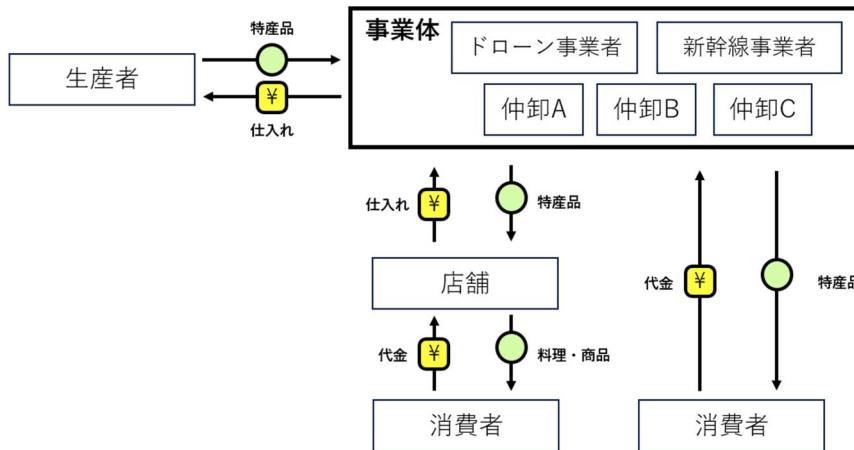 特産品
事業体
ドローン事業者
新幹線事業者
生産者
¥
仕入れ
仲卸A
仲卸B
仲卸C
仕入れ
¥
特産品
店舗
代金
¥
特産品
代金
¥
料理・商品
消費者
消費者